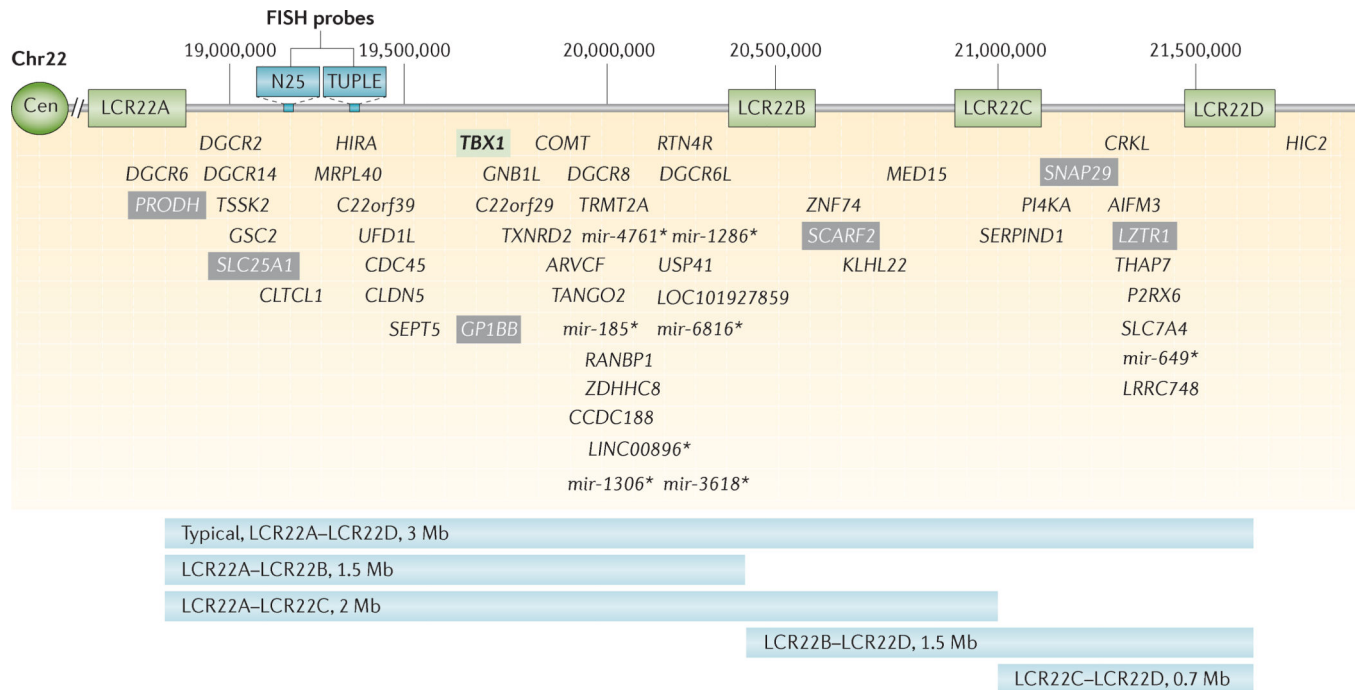 FISH probes
Chr22
19,000,000 19,500,000 20,000,000 20,500,000 21,000,000 21,500,000
N25 TUPLE
Cen // LCR22A LCR22B LCR22C LCR22D
DGCR2 HIRA TBX1 COMT RTN4R CRKL HIC2
DGCR6 DGCR14 MRPL40 GNB1L DGCR8 DGCR6L MED15 SNAP29
PRODH TSSK2 C22orf39 C22orf29 TRMT2A ZNF74 PI4KA AIFM3
GSC2 UFD1L TXNRD2 mir-4761* mir-1286* SCARF2 SERPIND1 LZTR1
SLC25A1 CDC45 ARVCF USP41 KLHL22 THAP7
CLTCL1 CLDN5 TANGO2 LOC101927859 P2RX6
SEPT5 GP1BB mir-185* mir-6816* SLC7A4
RANBP1 mir-649*
ZDHHC8 LRRC748
CCDC188
LINC00896*
mir-1306* mir-3618*
Typical, LCR22A–LCR22D, 3 Mb
LCR22A–LCR22B, 1.5 Mb
LCR22A–LCR22C, 2 Mb
LCR22B–LCR22D, 1.5 Mb
LCR22C–LCR22D, 0.7 Mb